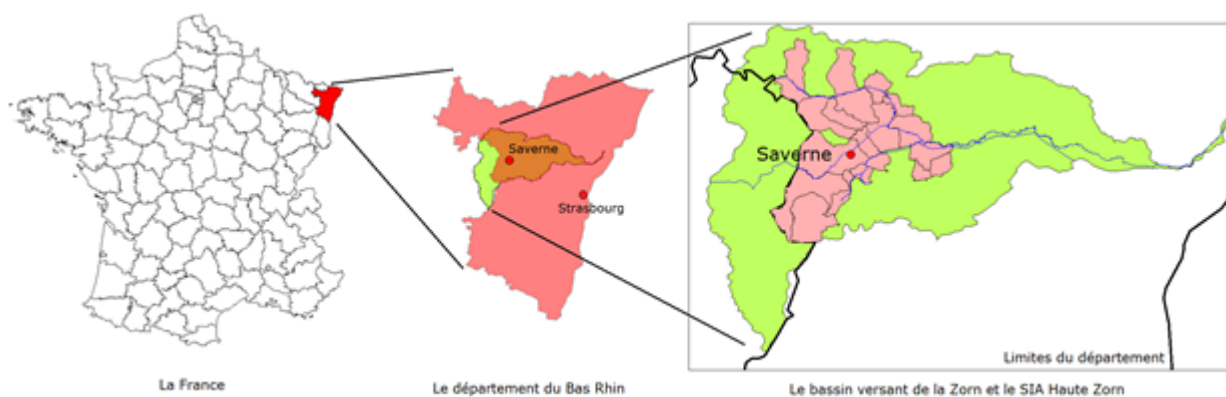 Saverne
Strasbourg
Saverne
Limites du département
La France
Le département du Bas Rhin
Le bassin versant de la Zorn et le SIA Haute Zorn